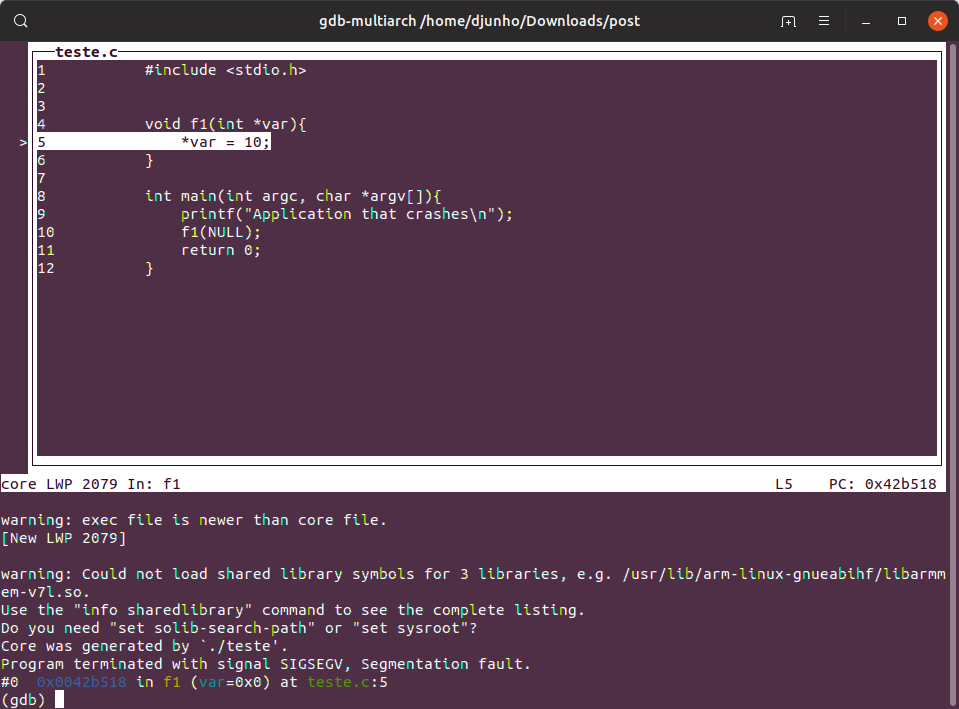 gdb-multiarch /home/djunho/Downloads/post
teste.c
1 #include <stdio.h>
2
3
4 void f1(int *var){
> 5 *var = 10;
6 }
7
8 int main(int argc, char *argv[]){
9 printf("Application that crashes\n");
10 f1(NULL);
11 return 0;
12 }
core LWP 2079 In: f1 L5 PC: 0x42b518
warning: exec file is newer than core file.
[New LWP 2079]
warning: Could not load shared library symbols for 3 libraries, e.g. /usr/lib/arm-linux-gnueabihf/libarmm
em-v7l.so.
Use the "info sharedlibrary" command to see the complete listing.
Do you need "set solib-search-path" or "set sysroot"?
Core was generated by `./teste'.
Program terminated with signal SIGSEGV, Segmentation fault.
#0 0x0042b518 in f1 (var=0x0) at teste.c:5
(gdb)